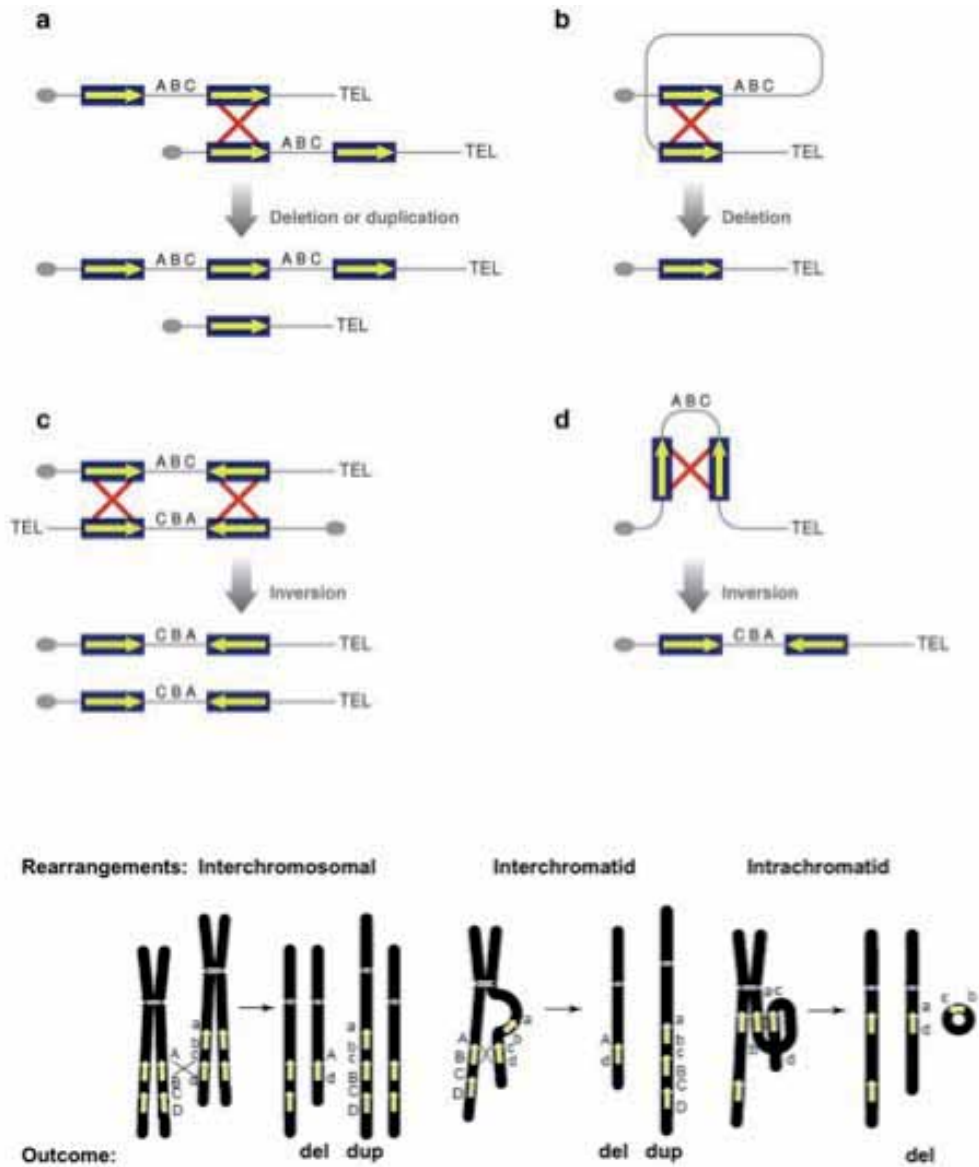 a
b
A B C
TEL
A B C
A B C
TEL
TEL
Deletion or duplication
Deletion
A B C
A B C
TEL
TEL
TEL
c
d
A B C
A B C
TEL
TEL
C B A
TEL
Inversion
Inversion
C B A
TEL
C B A
TEL
C B A
TEL
Rearrangements: Interchromosomal
Interchromatid
Intrachromatid
a
b
c
d
A
B
C
D
A
d
a
b
c
B
C
D
A
B
C
D
a
b
c
d
A
d
a
b
c
B
C
D
a
c
b
d
a
d
c
b
Outcome:
del
dup
del
dup
del